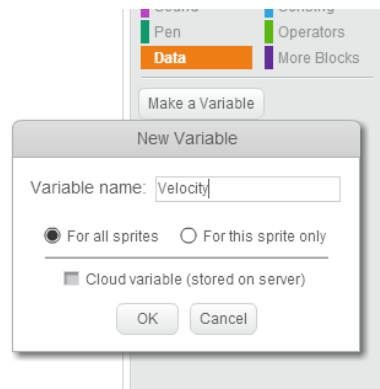 Sound Sensing
Pen Operators
Data More Blocks
Make a Variable
New Variable
Variable name: Velocity
For all sprites For this sprite only
Cloud variable (stored on server)
OK Cancel